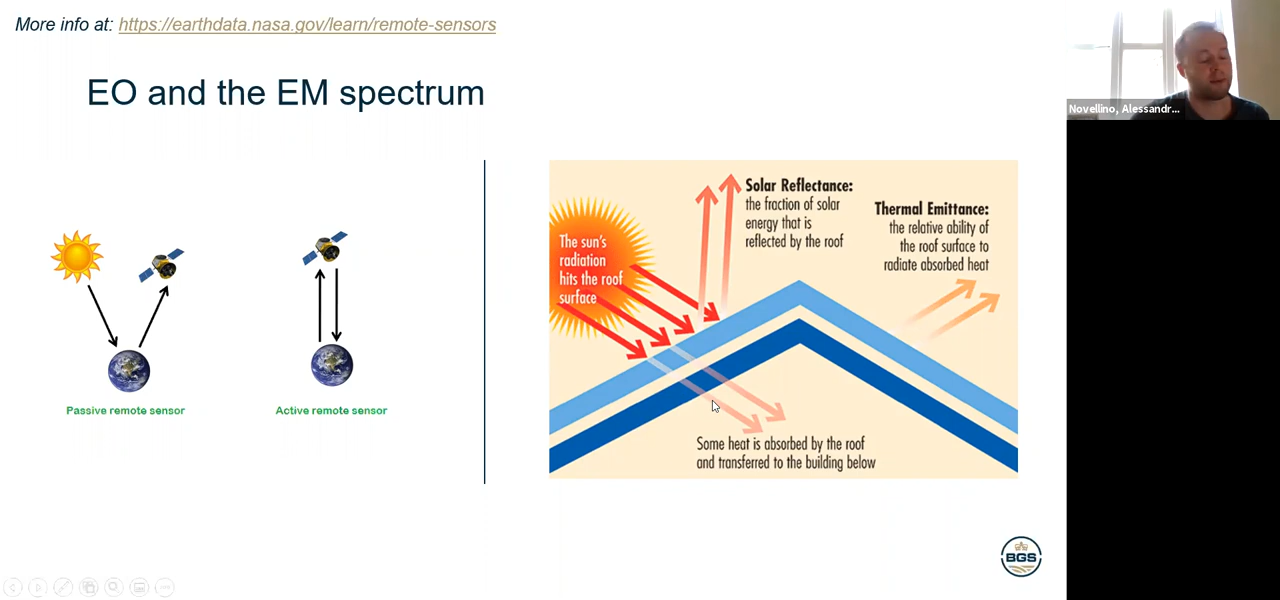 More info at: https://earthdata.nasa.gov/learn/remote-sensors
Novellino, Alessandr...
EO and the EM spectrum
Passive remote sensor
Active remote sensor
The sun's
radiation
hits the roof
surface
Solar Reflectance:
the fraction of solar
energy that is
reflected by the roof
Thermal Emittance:
the relative ability of
the roof surface to
radiate absorbed heat
Some heat is absorbed by the roof
and transferred to the building below
BGS